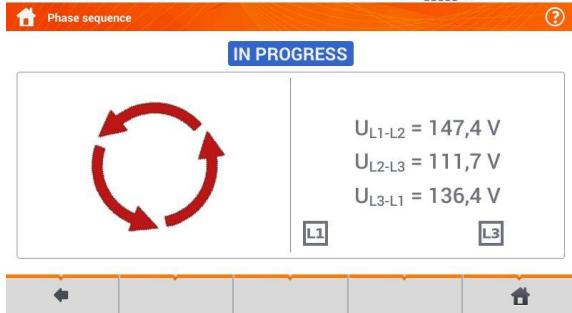 Phase sequence
?
IN PROGRESS
UL1-L2 = 147,4 V
UL2-L3 = 111,7 V
UL3-L1 = 136,4 V
L1 L3